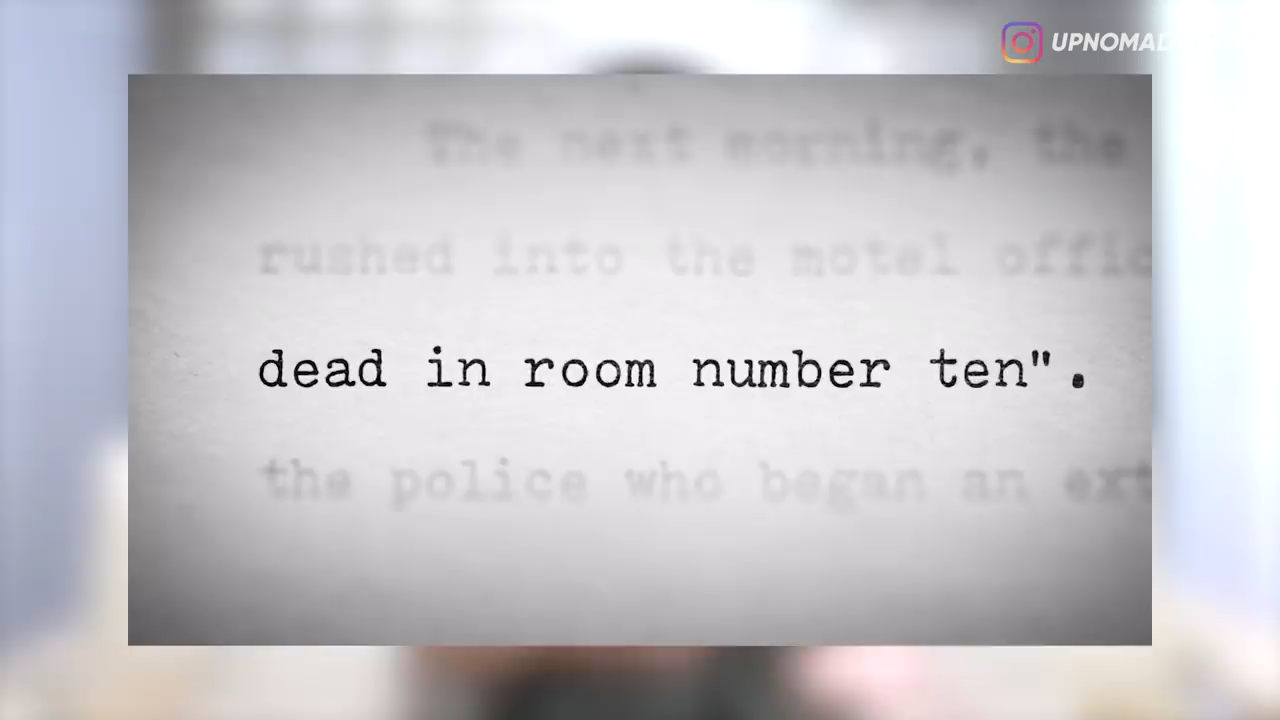 UPNOMAD
The next morning, the
rushed into the motel offic
dead in room number ten".
the police who began an ext